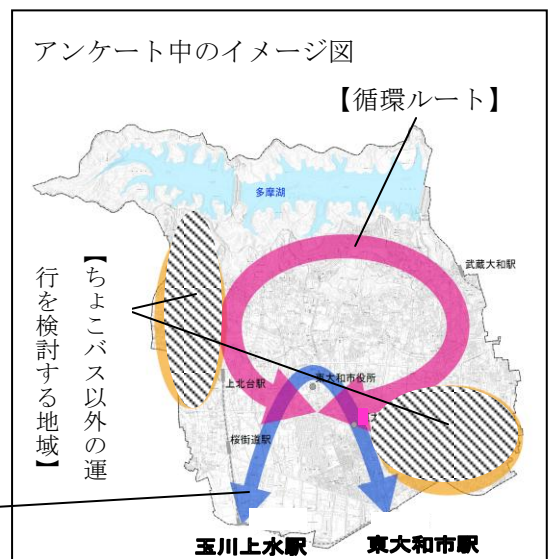 アンケート中のイメージ図
【循環ルート】
多摩湖
武蔵大和駅
【ちょこバス以外の運
行を検討する地域】
上北台駅
東大和市役所
桜街道駅
玉川上水駅
東大和市駅